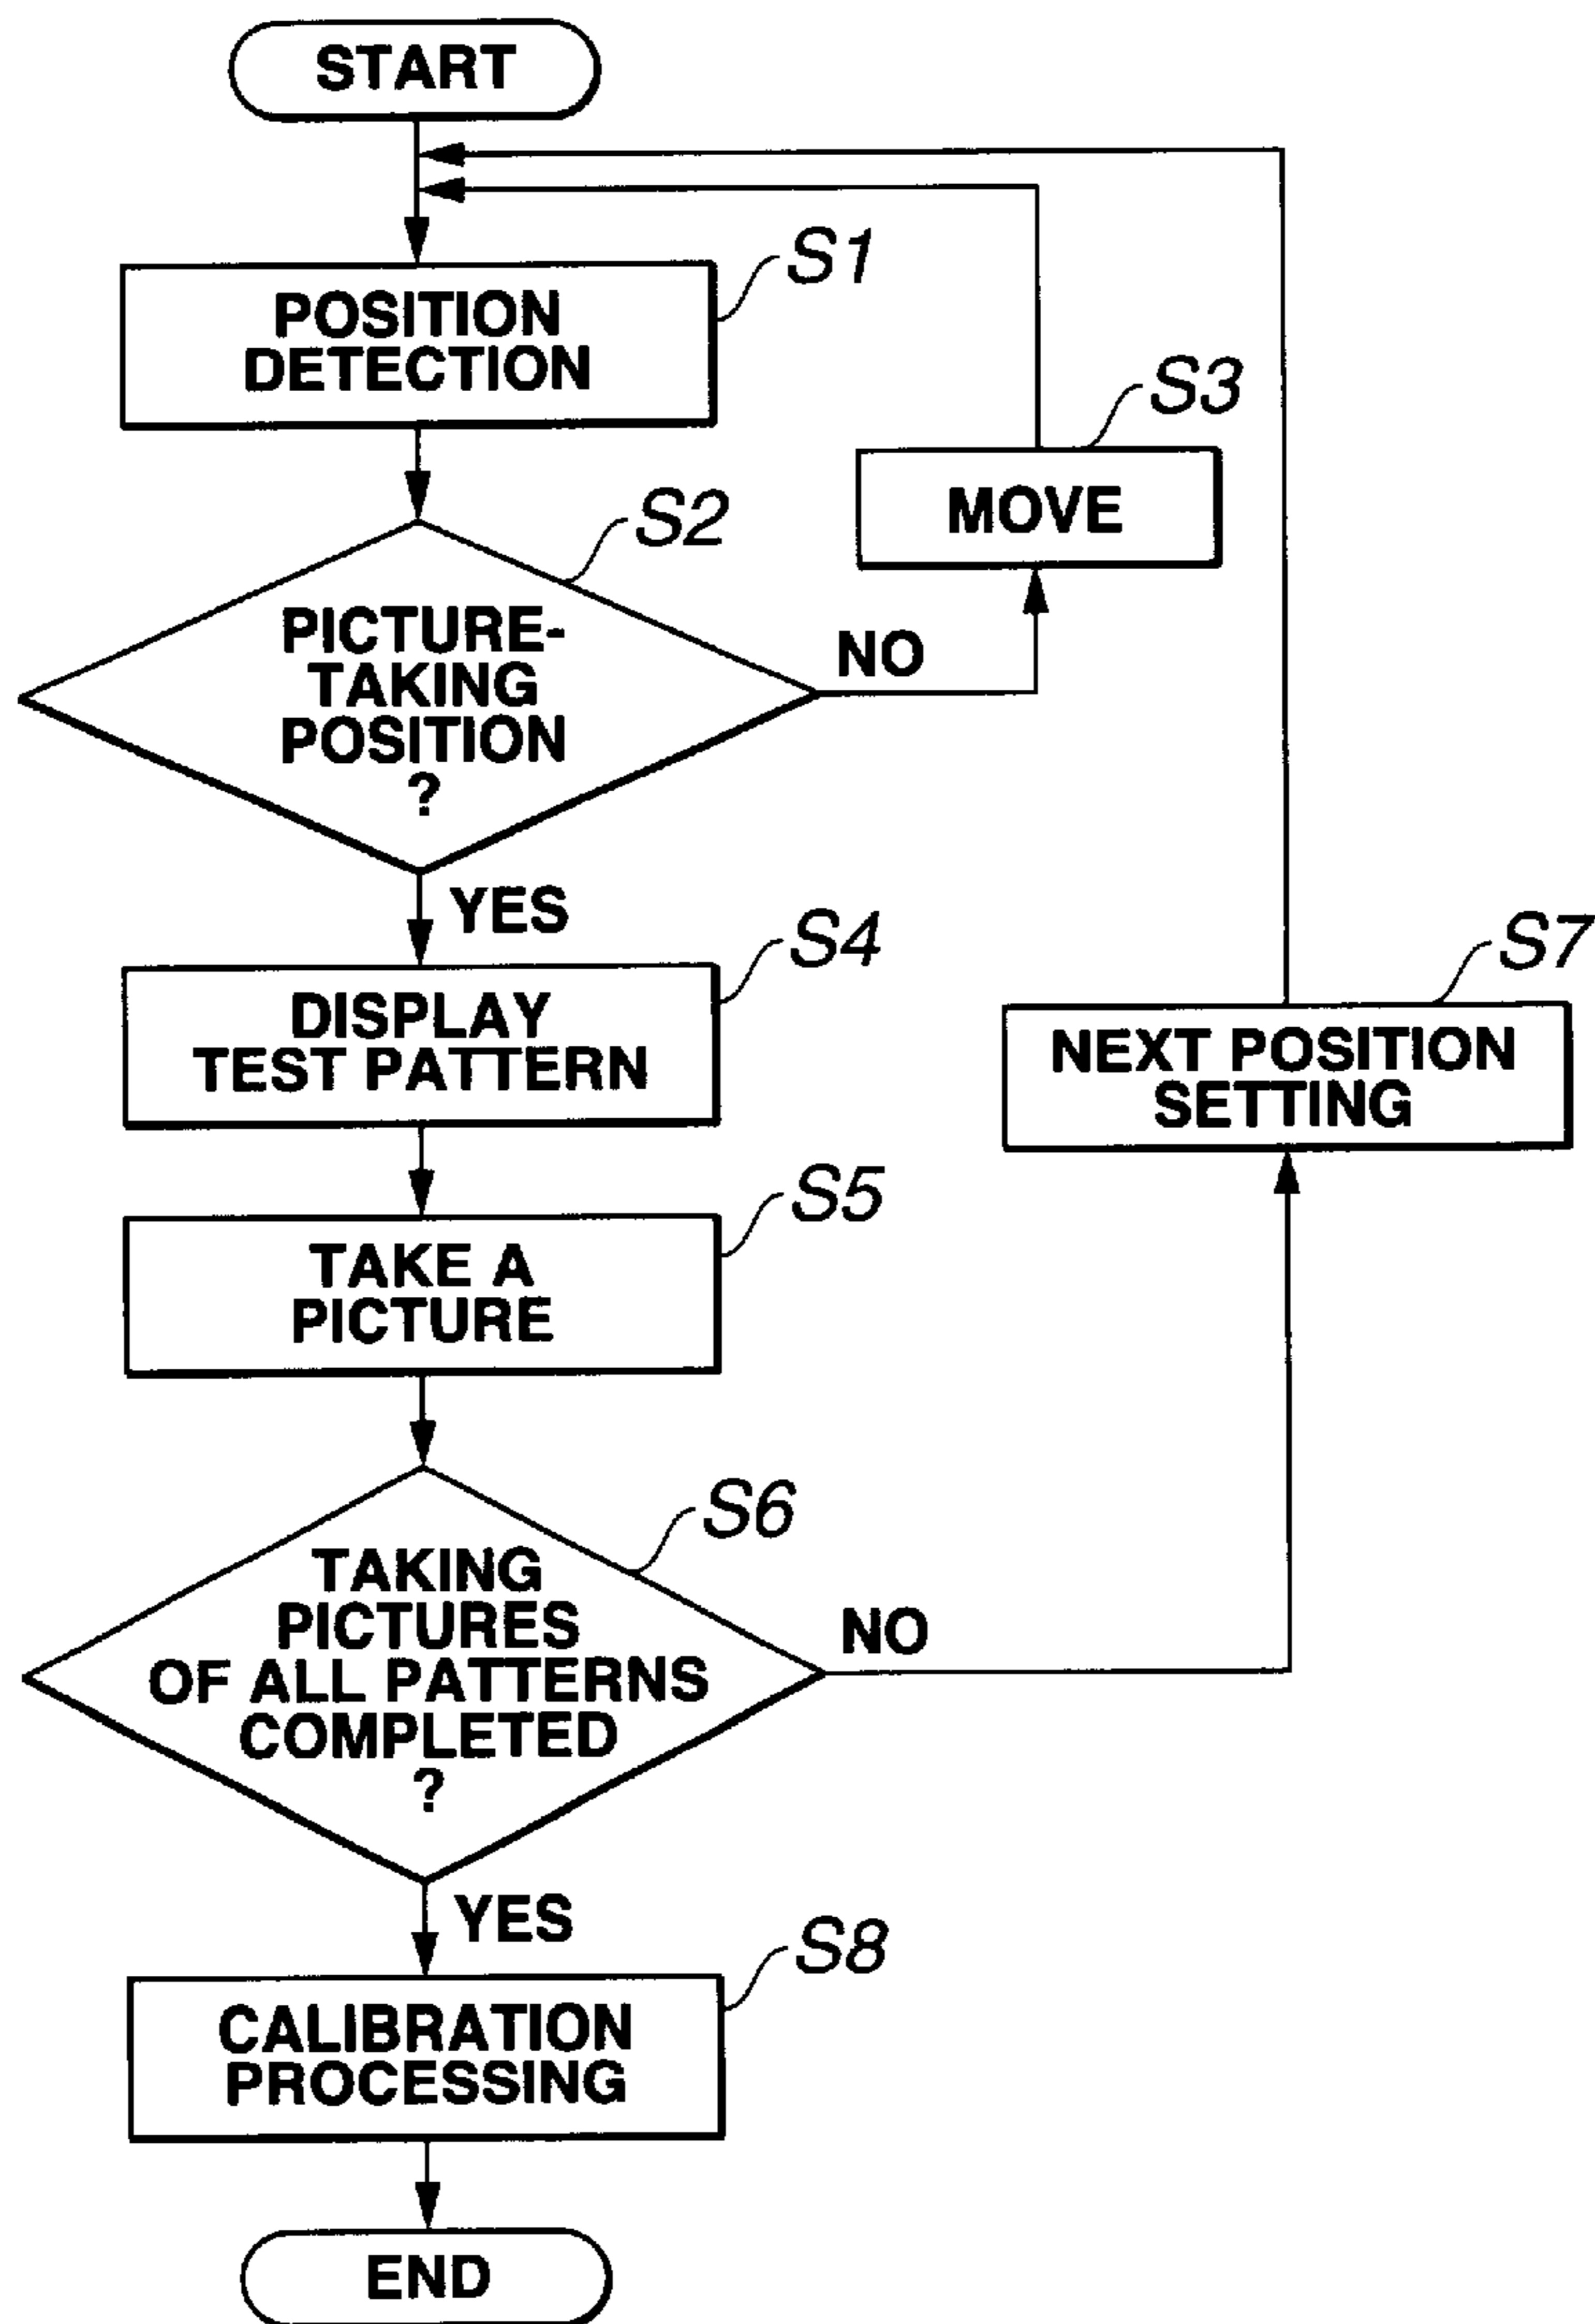 START
S1
POSITION
DETECTION
S3
MOVE
S2
PICTURE-
TAKING
POSITION
?
NO
YES
S4
DISPLAY
TEST PATTERN
S7
NEXT POSITION
SETTING
S5
TAKE A
PICTURE
S6
TAKING
PICTURES
OF ALL PATTERNS
COMPLETED
?
NO
YES
S8
CALIBRATION
PROCESSING
END